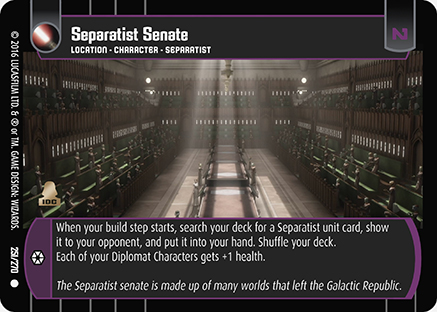 Separatist Senate
LOCATION - CHARACTER - SEPARATIST
N
© 2016 LUCASFILM LTD. & ® or TM. GAME DESIGN: WIZARDS.
251/270
IDC
When your build step starts, search your deck for a Separatist unit card, show
it to your opponent, and put it into your hand. Shuffle your deck.
Each of your Diplomat Characters gets +1 health.
The Separatist senate is made up of many worlds that left the Galactic Republic.